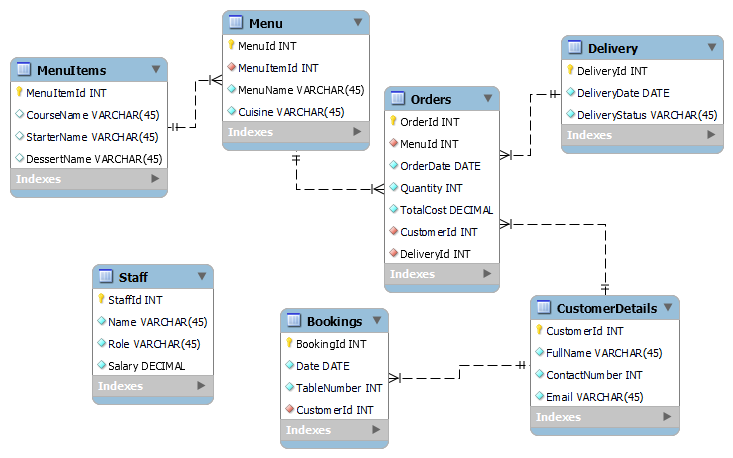 Menu
MenuId INT
MenuItemId INT
MenuName VARCHAR(45)
Cuisine VARCHAR(45)
Indexes
Delivery
DeliveryId INT
DeliveryDate DATE
DeliveryStatus VARCHAR(45)
Indexes
MenuItems
MenuItemId INT
CourseName VARCHAR(45)
StarterName VARCHAR(45)
DessertName VARCHAR(45)
Indexes
Orders
OrderId INT
MenuId INT
OrderDate DATE
Quantity INT
TotalCost DECIMAL
CustomerId INT
DeliveryId INT
Indexes
Staff
StaffId INT
Name VARCHAR(45)
Role VARCHAR(45)
Salary DECIMAL
Indexes
Bookings
BookingId INT
Date DATE
TableNumber INT
CustomerId INT
Indexes
CustomerDetails
CustomerId INT
FullName VARCHAR(45)
ContactNumber INT
Email VARCHAR(45)
Indexes